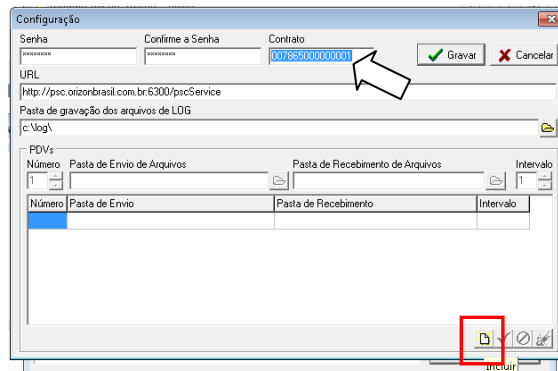 Configuração
Senha Confirme a Senha Contrato
xxxxxxxx xxxxxxxx 007865000000001 Gravar Cancelar
URL
http://psc.orizonbrasil.com.br:6300/pscService
Pasta de gravação dos arquivos de LOG
c:\log\
PDVs
Número Pasta de Envio de Arquivos Pasta de Recebimento de Arquivos Intervalo
1 1
Número Pasta de Envio Pasta de Recebimento Intervalo
Incluir